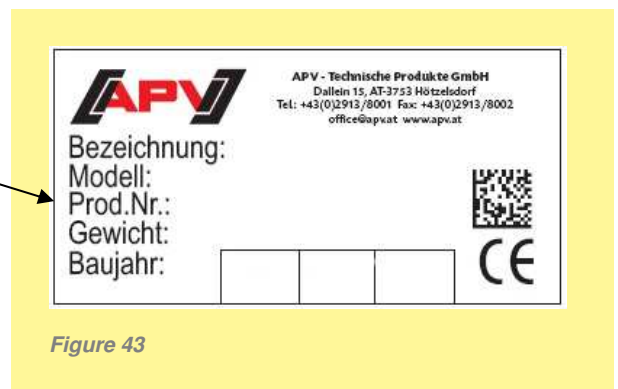 APV
APV - Technische Produkte GmbH
Dallein 15, AT-3753 Hötzelsdorf
Tel.: +43(0)2913/8001 Fax: +43(0)2913/8002
office@apv.at www.apv.at
Bezeichnung:
Modell:
Prod.Nr.:
Gewicht:
Baujahr:
CE
Figure 43